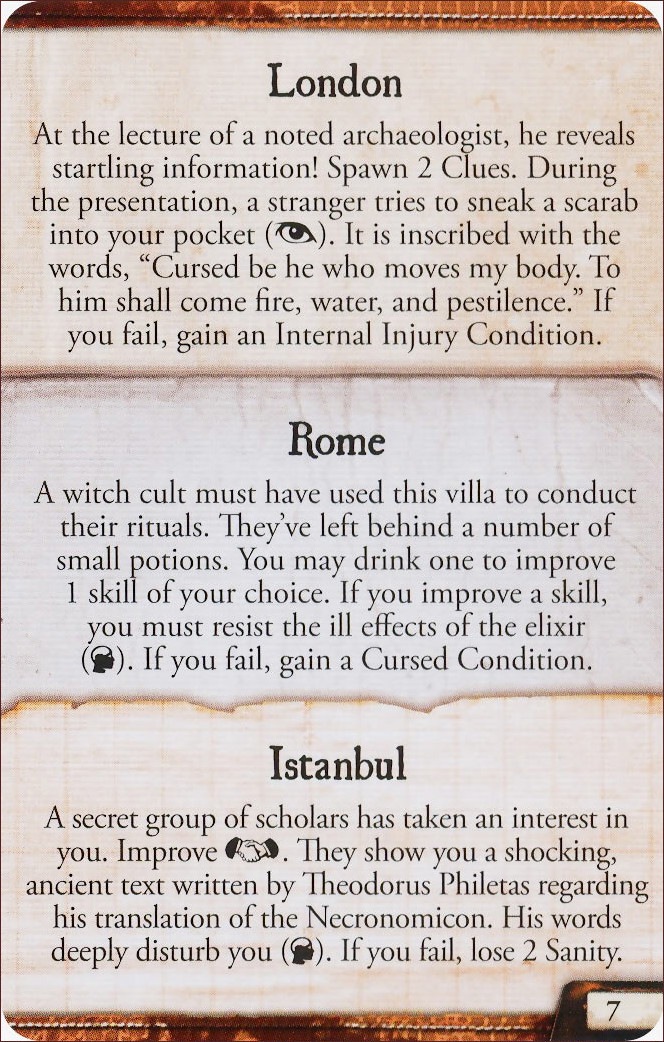 London
At the lecture of a noted archaeologist, he reveals
startling information! Spawn 2 Clues. During
the presentation, a stranger tries to sneak a scarab
into your pocket (). It is inscribed with the
words, “Cursed be he who moves my body. To
him shall come fire, water, and pestilence.” If
you fail, gain an Internal Injury Condition.
Rome
A witch cult must have used this villa to conduct
their rituals. They’ve left behind a number of
small potions. You may drink one to improve
1 skill of your choice. If you improve a skill,
you must resist the ill effects of the elixir
(). If you fail, gain a Cursed Condition.
Istanbul
A secret group of scholars has taken an interest in
you. Improve . They show you a shocking,
ancient text written by Theodorus Philetas regarding
his translation of the Necronomicon. His words
deeply disturb you (). If you fail, lose 2 Sanity.
7